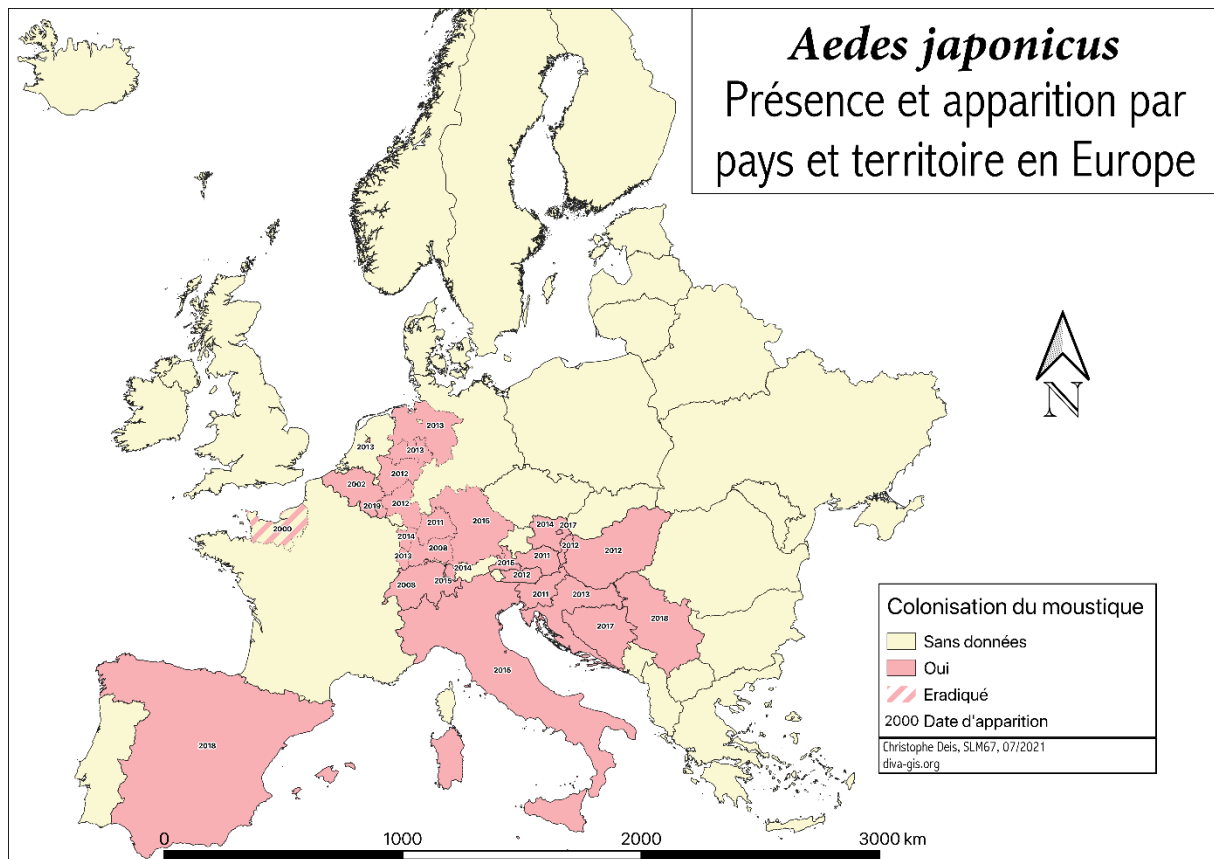 Aedes japonicus
Présence et apparition par
pays et territoire en Europe
N
2013
2013
2013
2012
2002
2019
2012
2000
2011
2015
2014
2014
2017
2013
2008
2012
2012
2015
2011
2014
2008
2015
2012
2011
2013
2017
2018
2015
2018
Colonisation du moustique
Sans données
Oui
Eradiqué
2000 Date d'apparition
Christophe Deis, SLM67, 07/2021
diva-gis.org
0 1000 2000 3000 km